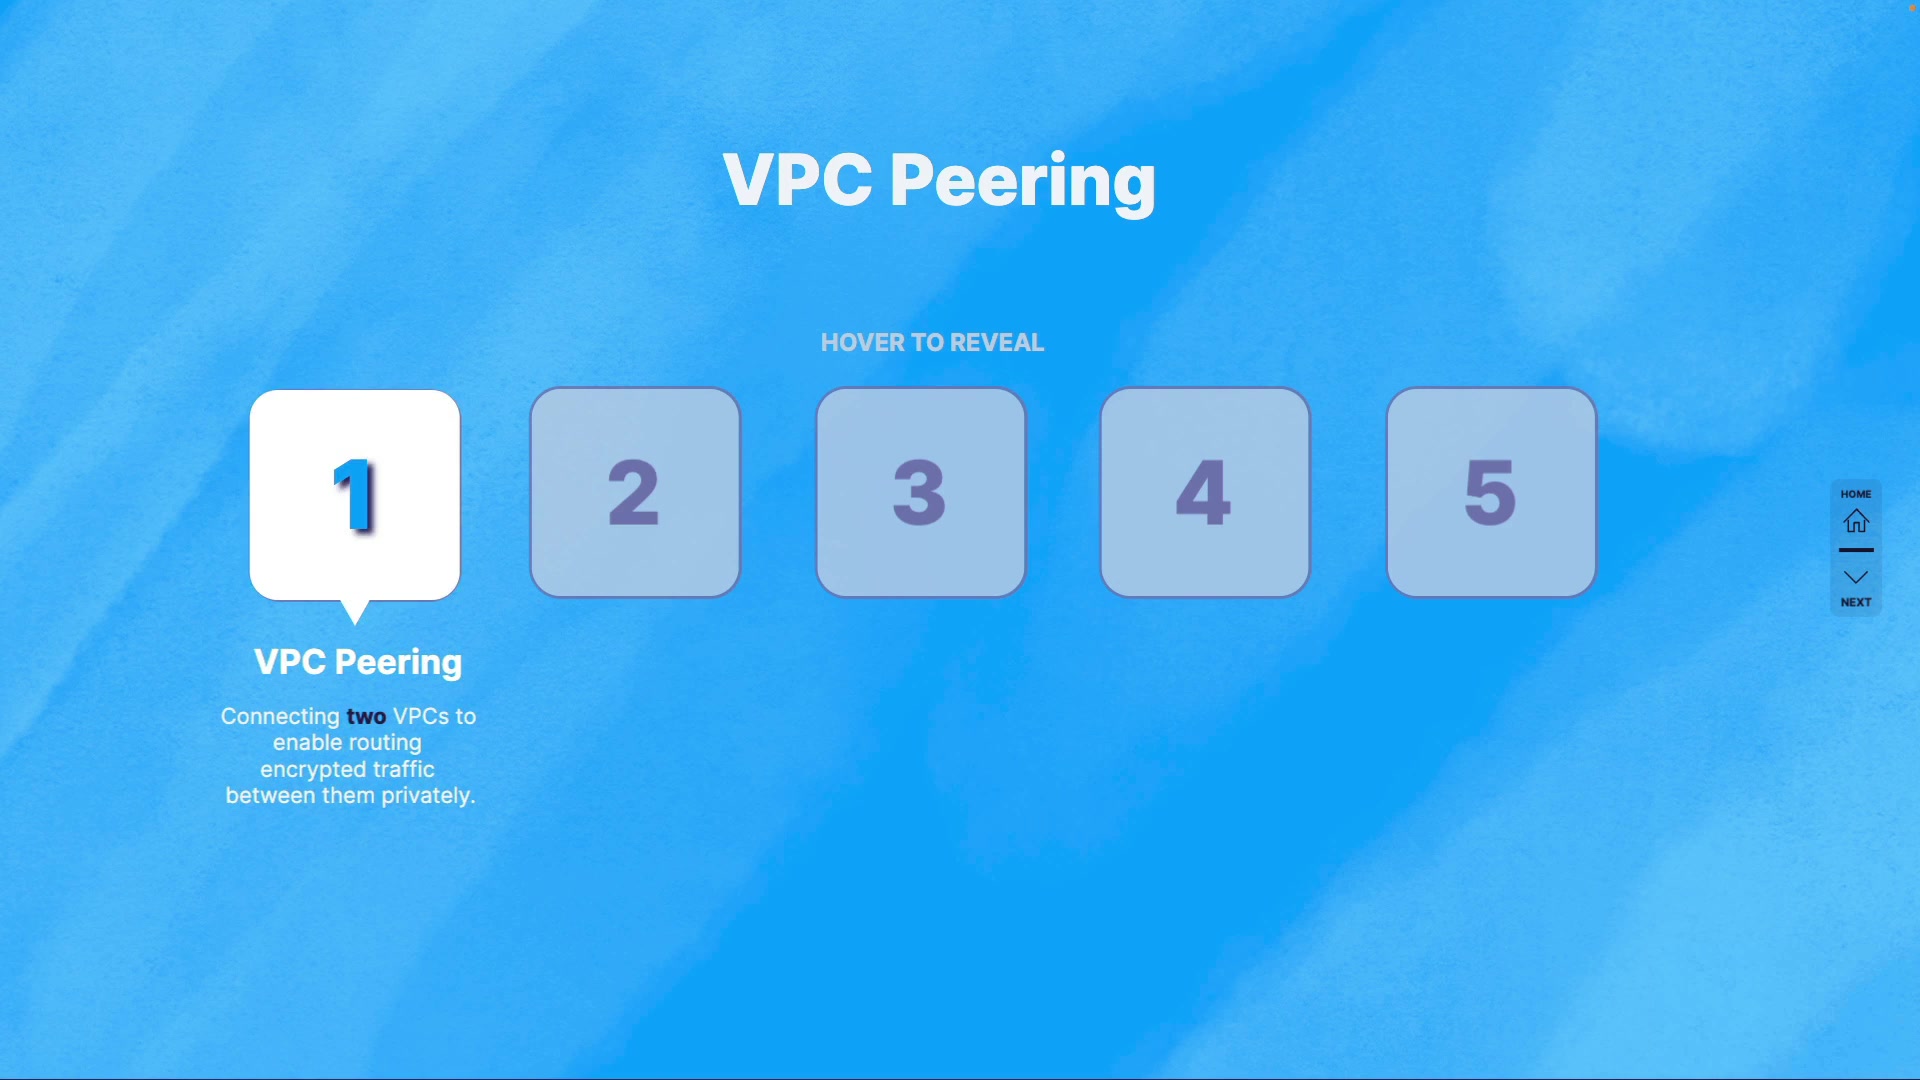 VPC Peering
HOVER TO REVEAL
1
2
3
4
5
VPC Peering
Connecting two VPCs to
enable routing
encrypted traffic
between them privately.
HOME
NEXT